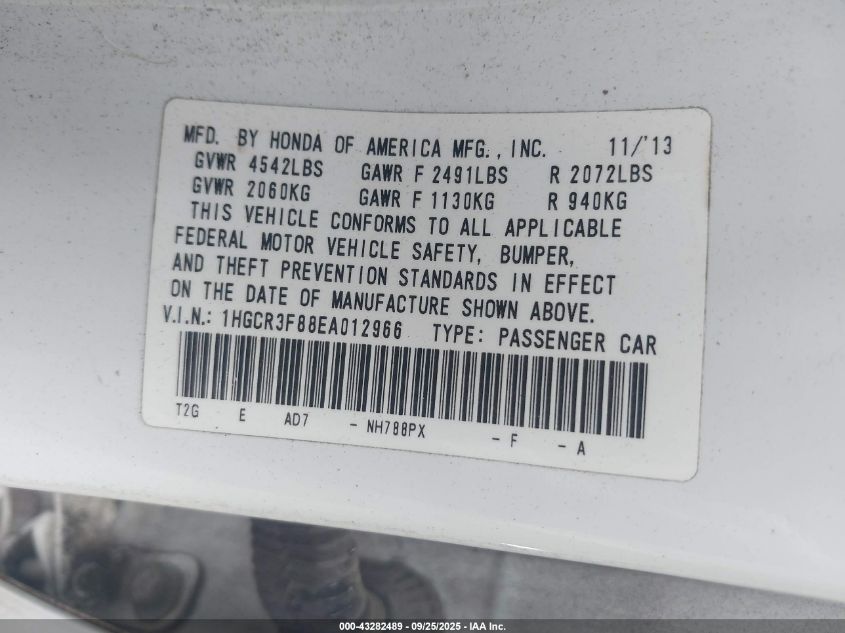 MFD. BY HONDA OF AMERICA MFG., INC. 11/'13
GVWR 4542LBS GAWR F 2491LBS R 2072LBS
GVWR 2060KG GAWR F 1130KG R 940KG
THIS VEHICLE CONFORMS TO ALL APPLICABLE
FEDERAL MOTOR VEHICLE SAFETY, BUMPER,
AND THEFT PREVENTION STANDARDS IN EFFECT
ON THE DATE OF MANUFACTURE SHOWN ABOVE.
V.I.N.: 1HGCR3F88EA012966 TYPE: PASSENGER CAR
T2G E AD7 - NH788PX - F - A
000-43282489 - 09/25/2025 - IAA Inc.